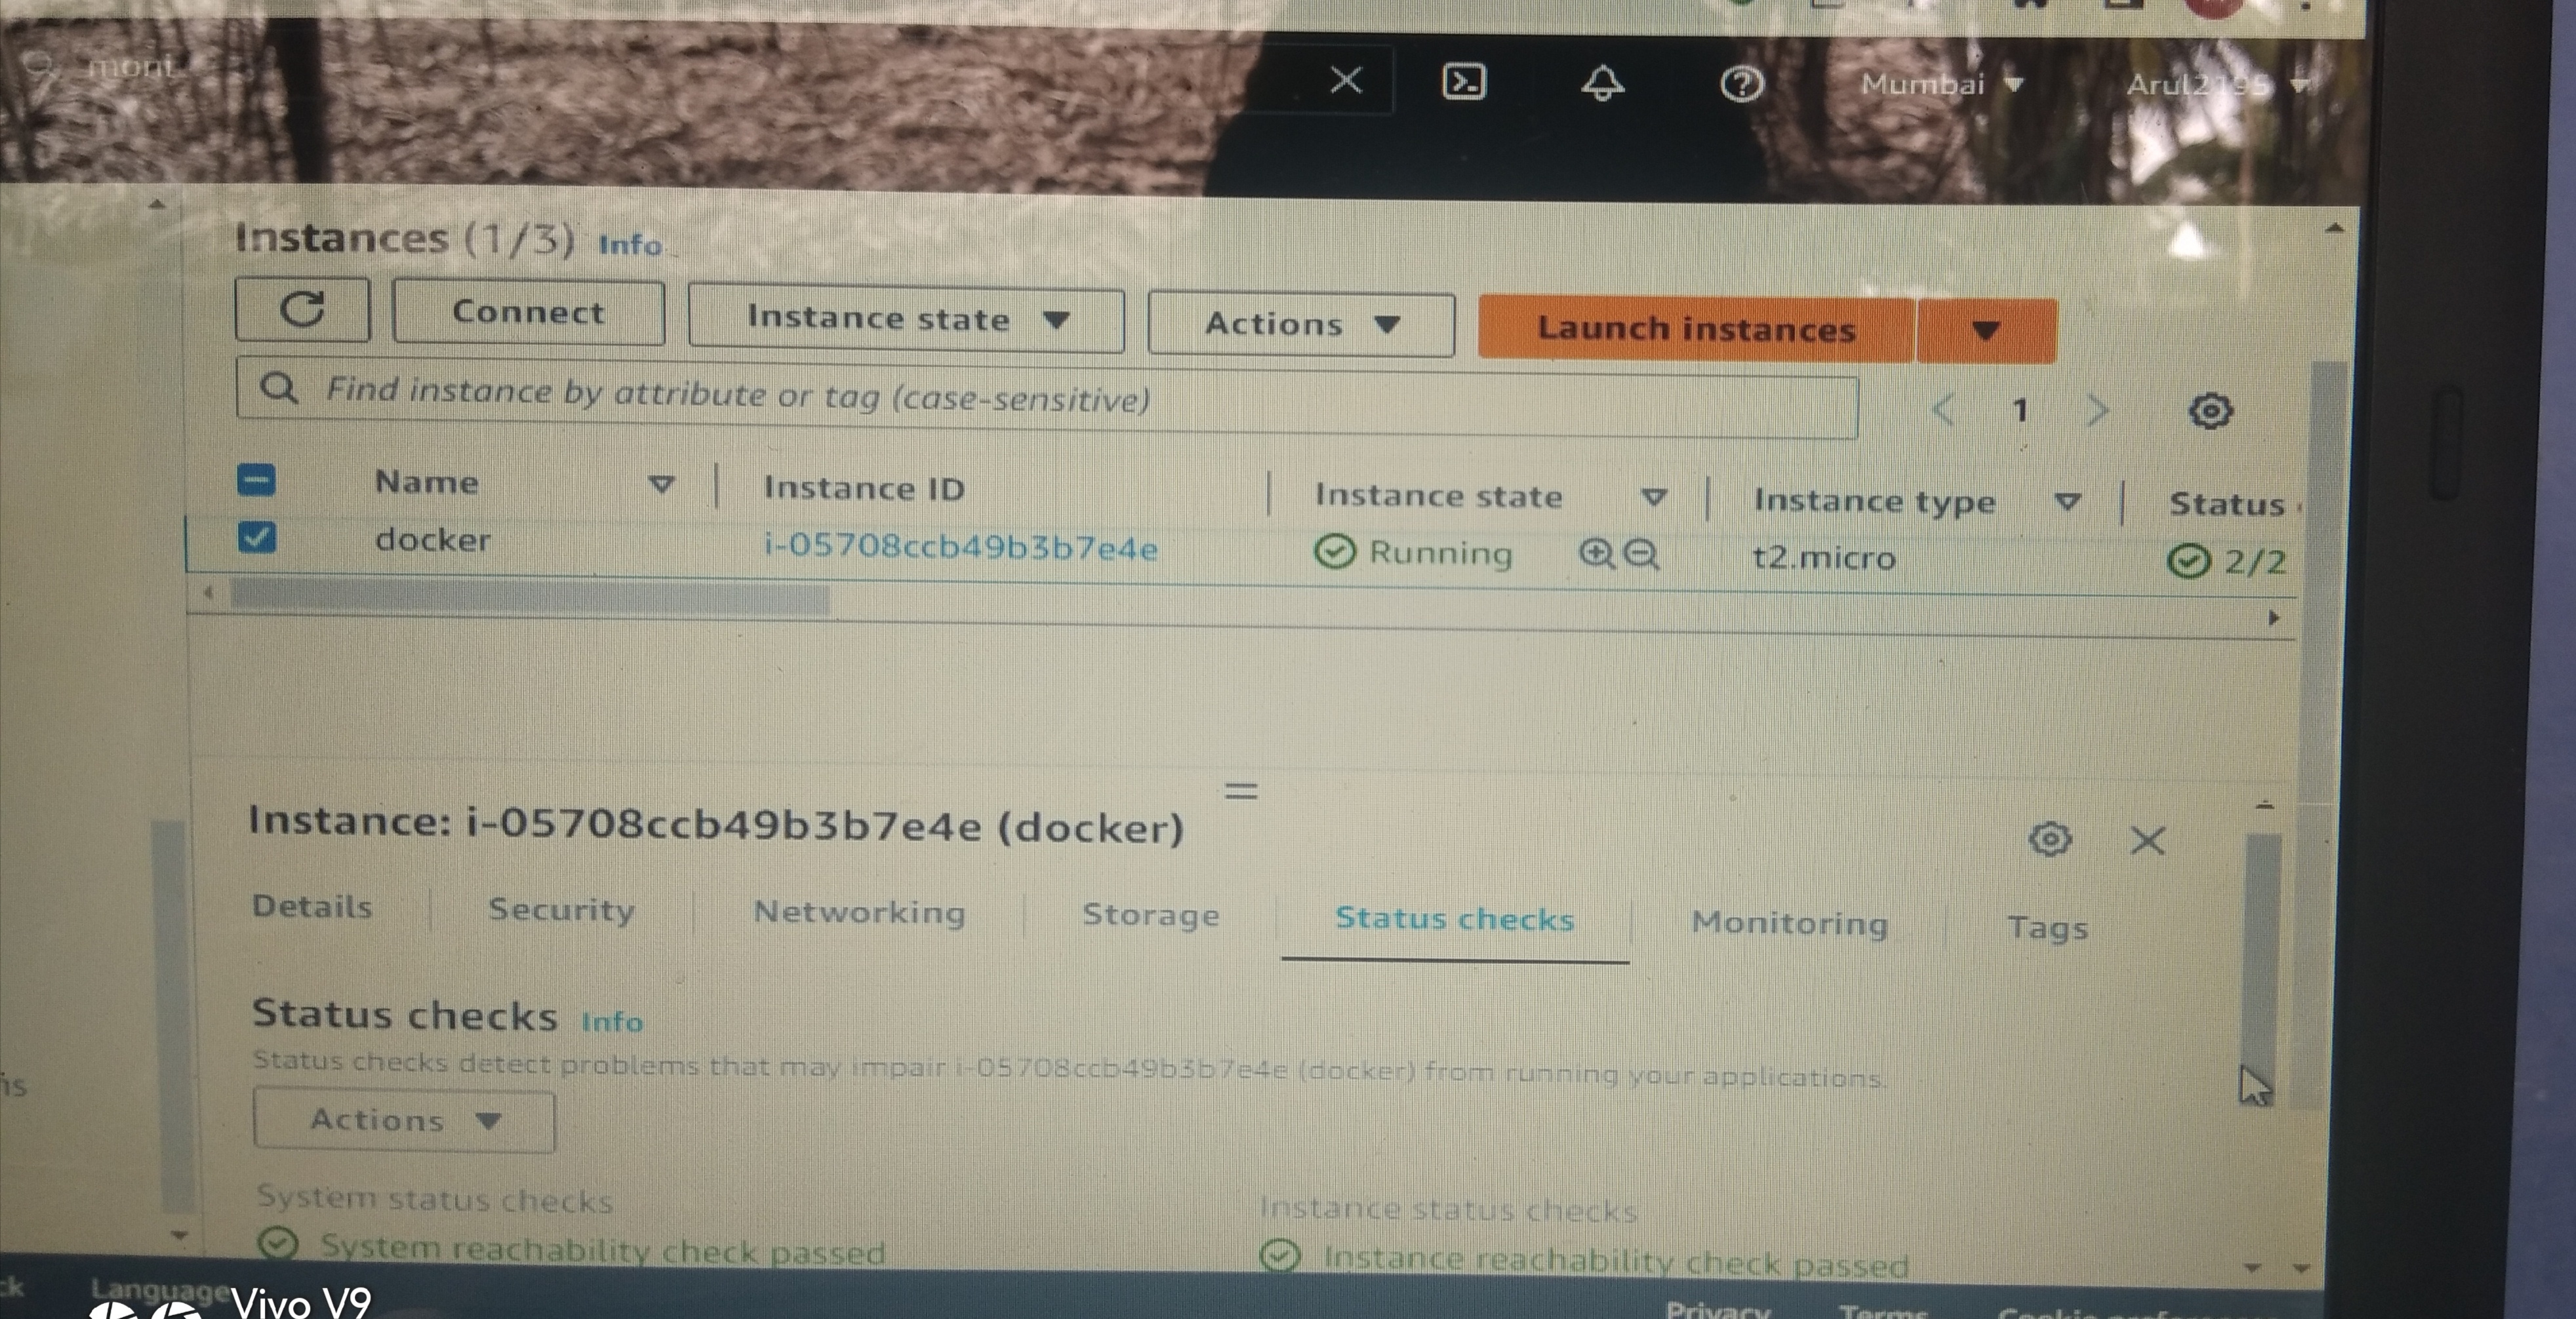 moni
Mumbai
Instances (1/3) Info
Connect
Instance state
Actions
Launch instances
Find instance by attribute or tag (case-sensitive)
1
Name
Instance ID
Instance state
Instance type
Status
docker
i-05708ccb49b3b7e4e
Running
t2.micro
2/2
Instance: i-05708ccb49b3b7e4e (docker)
Details
Security
Networking
Storage
Status checks
Monitoring
Tags
Status checks Info
Status checks detect problems that may impair i-05708ccb49b3b7e4e (docker) from running your applications.
Actions
System status checks
Instance status checks
System reachability check passed
Instance reachability check passed
Language
Vivo V9
Privacy
Terms